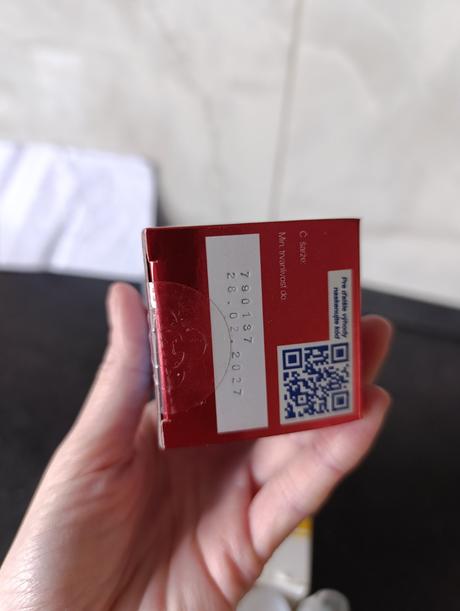 Pre ďalšie výhody
naskenujte kód
Č. šarže:
Min. trvanlivosť do:
790137
28.02.2027